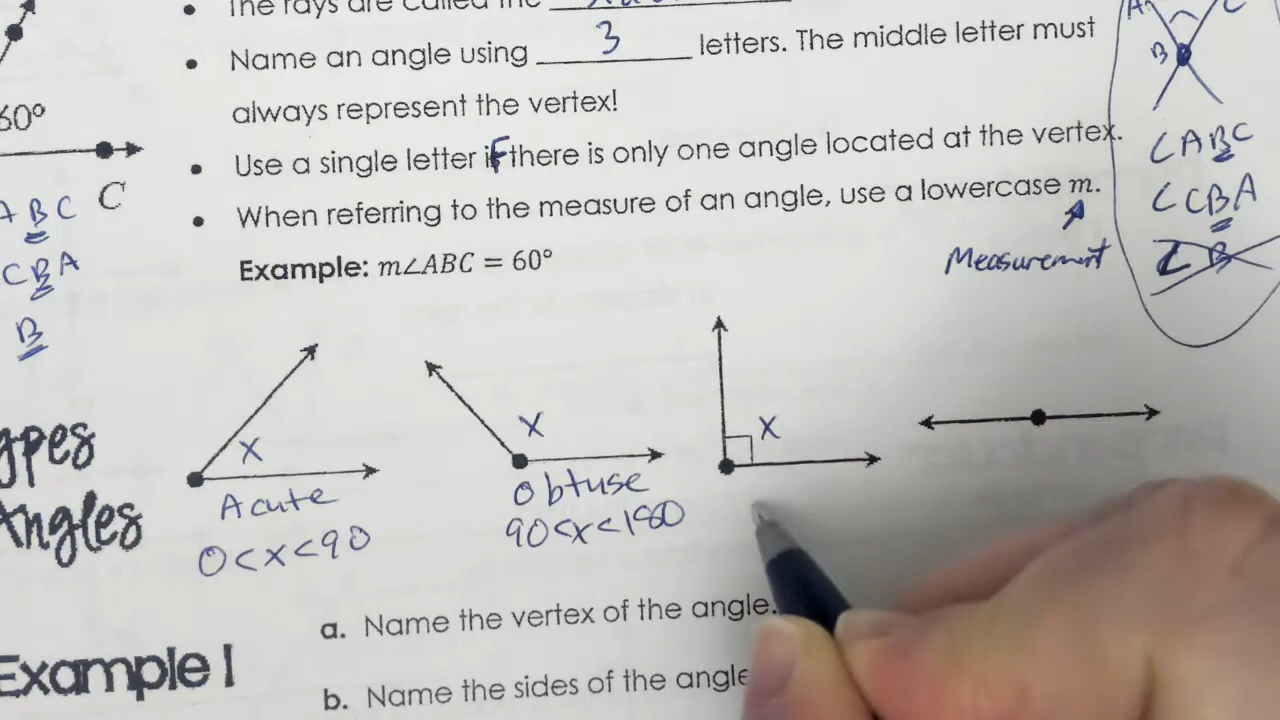 The rays are called the
Name an angle using 3 letters. The middle letter must
always represent the vertex!
Use a single letter if there is only one angle located at the vertex.
When referring to the measure of an angle, use a lowercase m.
Example: m∠ABC = 60°
Measurement
60°
C
ABC
CBA
B
A C
B
∠ABC
∠CBA
∠B
ypes
Angles
X
Acute
0<x<90
X
Obtuse
90<x<180
X
Example 1
a. Name the vertex of the angle.
b. Name the sides of the angle